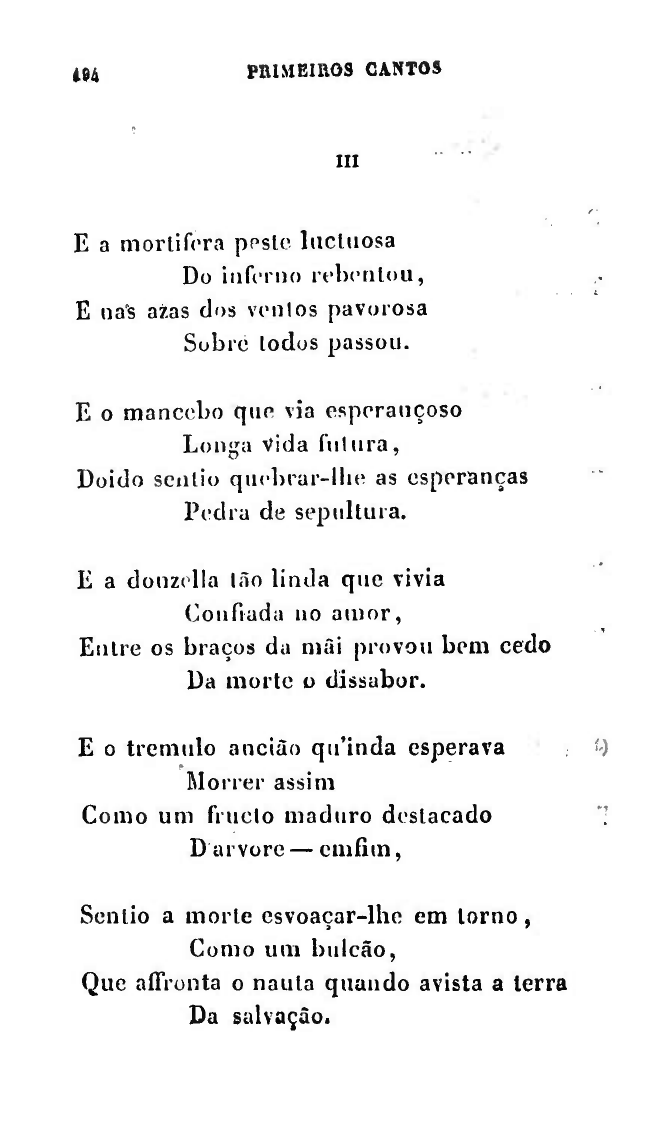 194 PRIMEIROS CANTOS
III
E a mortifera peste luctuosa
Do inferno rebentou,
E nas azas dos ventos pavorosa
Sobre todos passou.
E o mancebo que via esperançoso
Longa vida futura,
Doido sentio quebrar-lhe as esperanças
Pedra de sepultura.
E a donzella tão linda que vivia
Confiada no amor,
Entre os braços da mãi provou bem cedo
Da morte o dissabor.
E o tremulo ancião qu'inda esperava
Morrer assim
Como um fructo maduro destacado
D'arvore — emfim,
Sentio a morte esvoaçar-lhe em torno,
Como um bulcão,
Que affronta o nauta quando avista a terra
Da salvação.